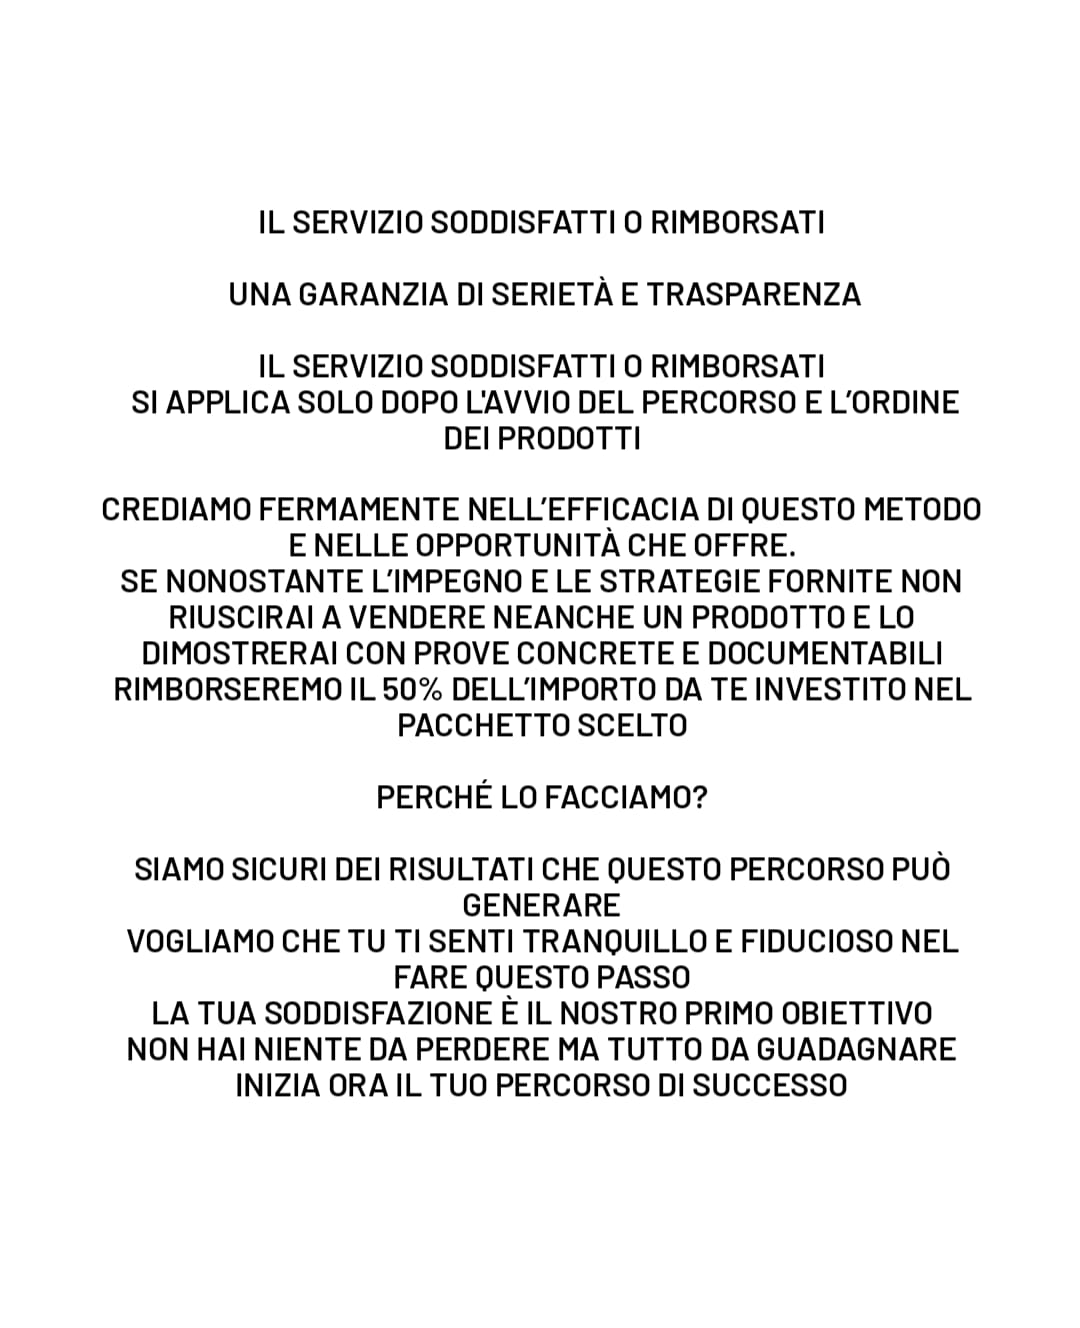 IL SERVIZIO SODDISFATTI O RIMBORSATI
UNA GARANZIA DI SERIETÀ E TRASPARENZA
IL SERVIZIO SODDISFATTI O RIMBORSATI
SI APPLICA SOLO DOPO L'AVVIO DEL PERCORSO E L’ORDINE
DEI PRODOTTI
CREDIAMO FERMAMENTE NELL’EFFICACIA DI QUESTO METODO
E NELLE OPPORTUNITÀ CHE OFFRE.
SE NONOSTANTE L’IMPEGNO E LE STRATEGIE FORNITE NON
RIUSCIRAI A VENDERE NEANCHE UN PRODOTTO E LO
DIMOSTRERAI CON PROVE CONCRETE E DOCUMENTABILI
RIMBORSEREMO IL 50% DELL’IMPORTO DA TE INVESTITO NEL
PACCHETTO SCELTO
PERCHÉ LO FACCIAMO?
SIAMO SICURI DEI RISULTATI CHE QUESTO PERCORSO PUÒ
GENERARE
VOGLIAMO CHE TU TI SENTI TRANQUILLO E FIDUCIOSO NEL
FARE QUESTO PASSO
LA TUA SODDISFAZIONE È IL NOSTRO PRIMO OBIETTIVO
NON HAI NIENTE DA PERDERE MA TUTTO DA GUADAGNARE
INIZIA ORA IL TUO PERCORSO DI SUCCESSO